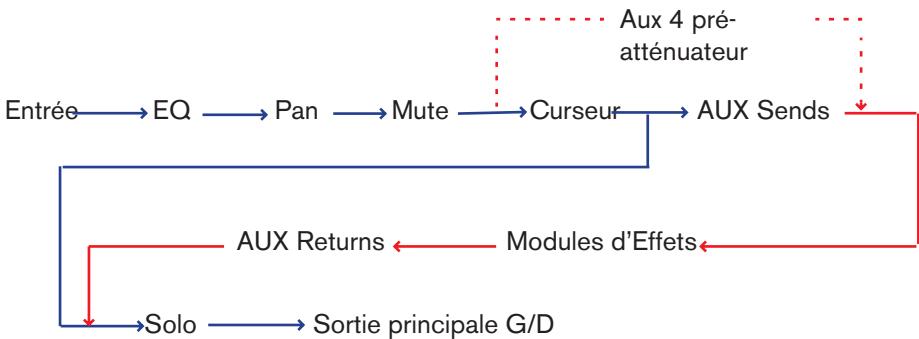 Aux 4 pré-
atténuateur
Entrée EQ Pan Mute Curseur AUX Sends
AUX Returns Modules d’Effets
Solo Sortie principale G/D